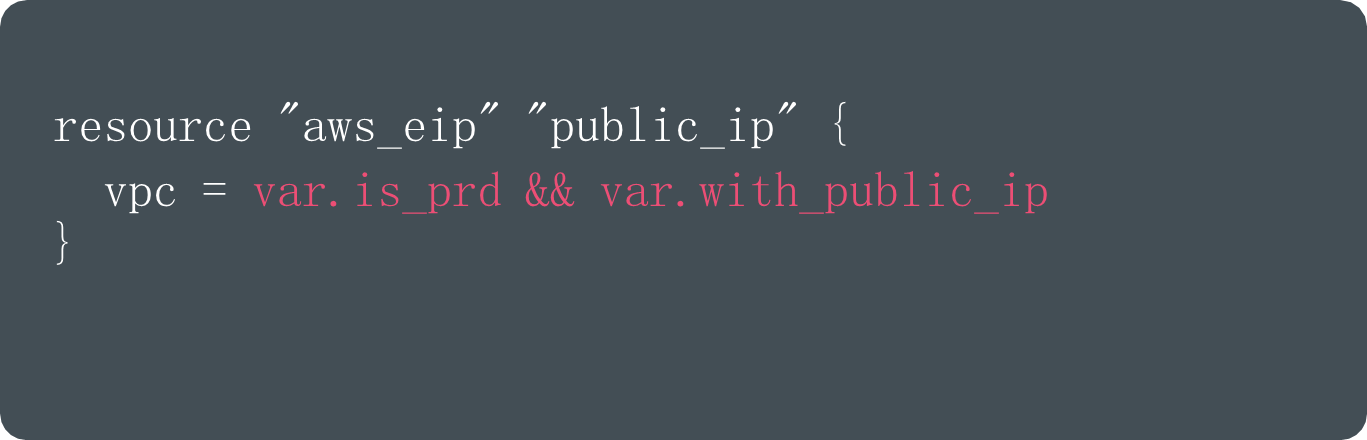 resource "aws_eip" "public_ip" {
  vpc = var.is_prd && var.with_public_ip
}